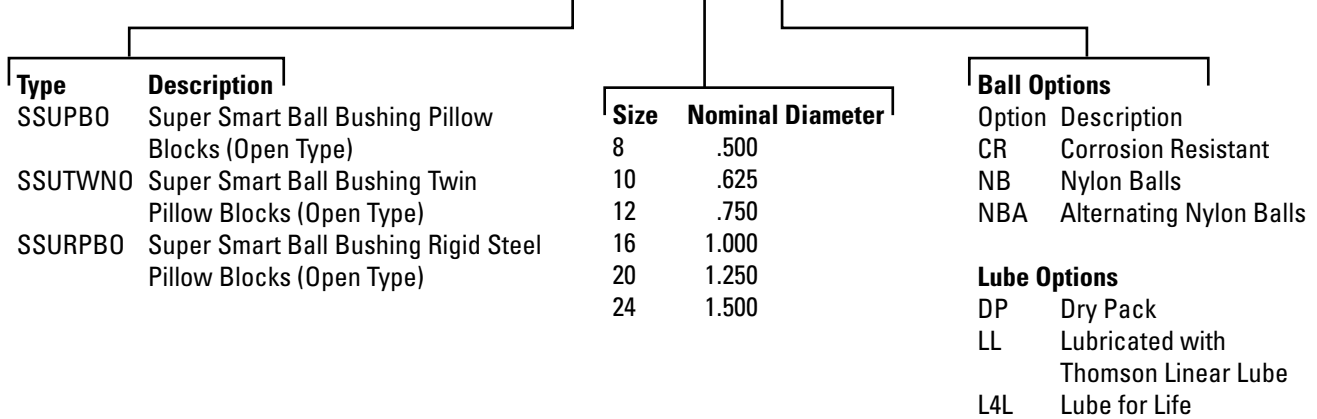 Type Description
SSUPBO Super Smart Ball Bushing Pillow
Blocks (Open Type)
SSUTWNO Super Smart Ball Bushing Twin
Pillow Blocks (Open Type)
SSURPBO Super Smart Ball Bushing Rigid Steel
Pillow Blocks (Open Type)
Size Nominal Diameter
8 .500
10 .625
12 .750
16 1.000
20 1.250
24 1.500
Ball Options
Option Description
CR Corrosion Resistant
NB Nylon Balls
NBA Alternating Nylon Balls
Lube Options
DP Dry Pack
LL Lubricated with
Thomson Linear Lube
L4L Lube for Life